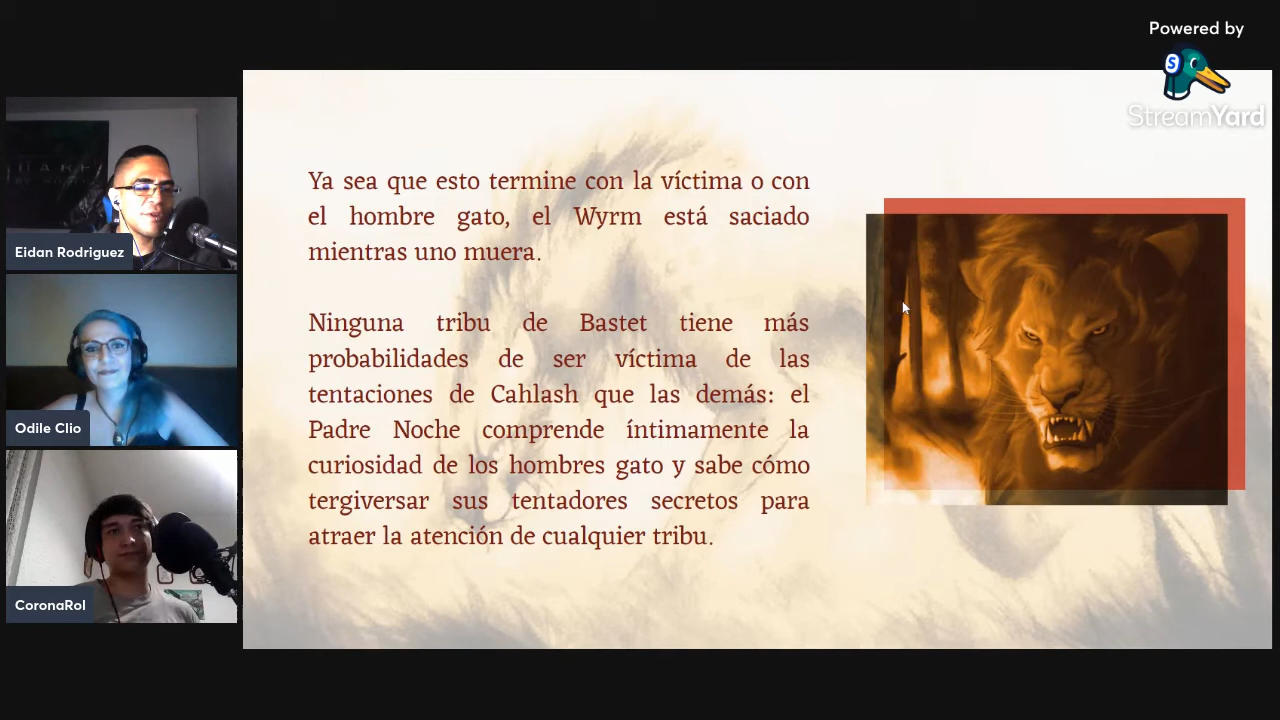 Powered by
StreamYard
Eidan Rodriguez
Odile Clio
CoronaRol
Ya sea que esto termine con la víctima o con
el hombre gato, el Wyrm está saciado
mientras uno muera.
Ninguna tribu de Bastet tiene más
probabilidades de ser víctima de las
tentaciones de Cahlash que las demás: el
Padre Noche comprende íntimamente la
curiosidad de los hombres gato y sabe cómo
tergiversar sus tentadores secretos para
atraer la atención de cualquier tribu.